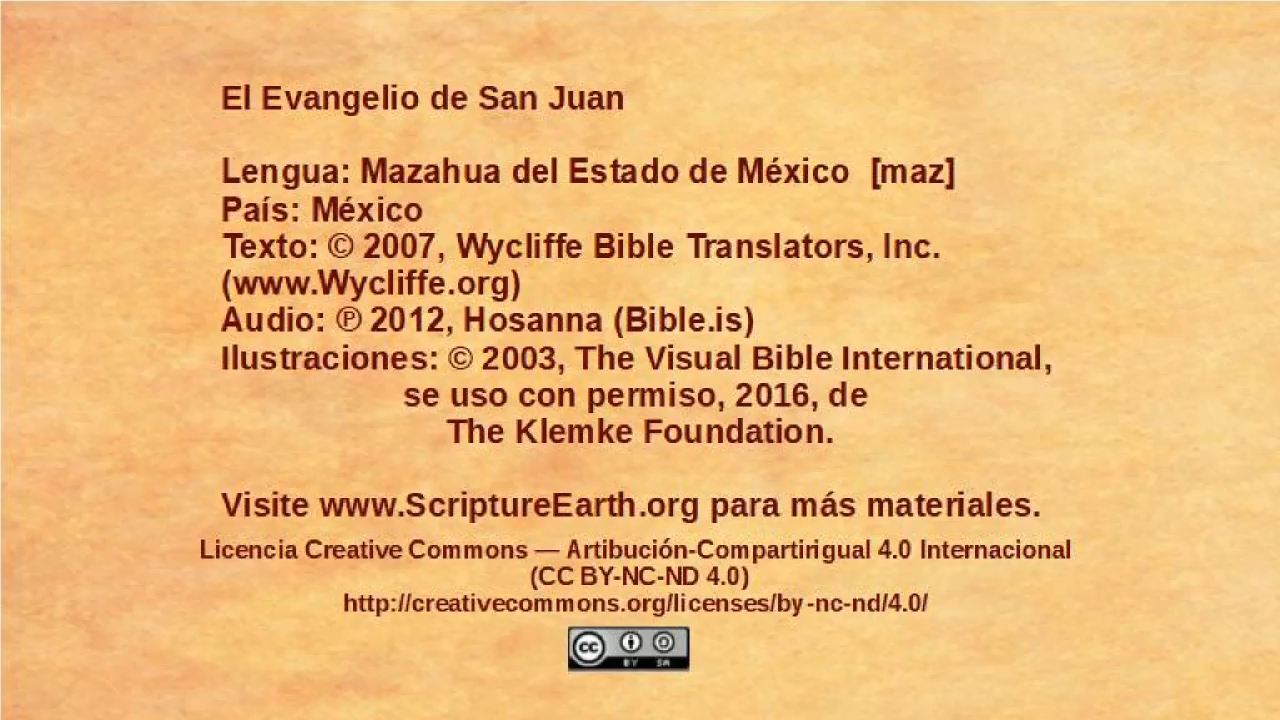 El Evangelio de San Juan
Lengua: Mazahua del Estado de México [maz]
País: México
Texto: © 2007, Wycliffe Bible Translators, Inc.
(www.Wycliffe.org)
Audio: ℗ 2012, Hosanna (Bible.is)
Ilustraciones: © 2003, The Visual Bible International,
se uso con permiso, 2016, de
The Klemke Foundation.
Visite www.ScriptureEarth.org para más materiales.
Licencia Creative Commons — Artibución-Compartirigual 4.0 Internacional
(CC BY-NC-ND 4.0)
http://creativecommons.org/licenses/by-nc-nd/4.0/
cc
BY SA